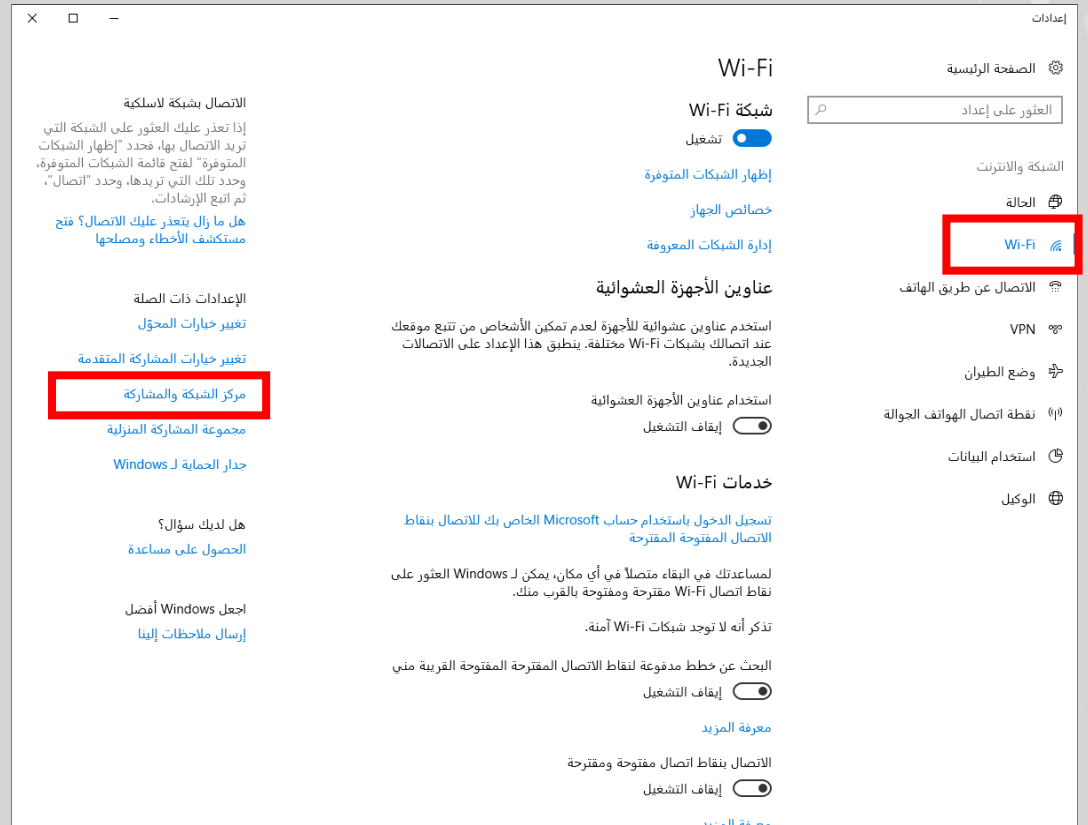 إعدادات
الصفحة الرئيسية
العثور على إعداد
الشبكة والانترنت
الحالة
Wi-Fi
الاتصال عن طريق الهاتف
VPN
وضع الطيران
نقطة اتصال الهواتف الجوالة
استخدام البيانات
الوكيل
Wi-Fi
شبكة Wi-Fi
تشغيل
إظهار الشبكات المتوفرة
خصائص الجهاز
إدارة الشبكات المعروفة
عناوين الأجهزة العشوائية
استخدم عناوين عشوائية للأجهزة لعدم تمكين الأشخاص من تتبع موقعك
عند اتصالك بشبكات Wi-Fi مختلفة. ينطبق هذا الإعداد على الاتصالات
الجديدة.
استخدام عناوين الأجهزة العشوائية
إيقاف التشغيل
خدمات Wi-Fi
تسجيل الدخول باستخدام حساب Microsoft الخاص بك للاتصال بنقاط
الاتصال المفتوحة المقترحة
لمساعدتك في البقاء متصلاً في أي مكان، يمكن لـ Windows العثور على
نقاط اتصال Wi-Fi مقترحة ومفتوحة بالقرب منك.
تذكر أنه لا توجد شبكات Wi-Fi آمنة.
البحث عن خطط مدفوعة لنقاط الاتصال المقترحة المفتوحة القريبة مني
إيقاف التشغيل
معرفة المزيد
الاتصال بنقاط اتصال مفتوحة ومقترحة
إيقاف التشغيل
معرفة المزيد
الاتصال بشبكة لاسلكية
إذا تعذر عليك العثور على الشبكة التي
تريد الاتصال بها، فحدد "إظهار الشبكات
المتوفرة" لفتح قائمة الشبكات المتوفرة،
وحدد تلك التي تريدها، وحدد "اتصال"،
ثم اتبع الإرشادات.
هل ما زال يتعذر عليك الاتصال؟ فتح
مستكشف الأخطاء ومصلحها
الإعدادات ذات الصلة
تغيير خيارات المحوّل
تغيير خيارات المشاركة المتقدمة
مركز الشبكة والمشاركة
مجموعة المشاركة المنزلية
جدار الحماية لـ Windows
هل لديك سؤال؟
الحصول على مساعدة
اجعل Windows أفضل
إرسال ملاحظات إلينا